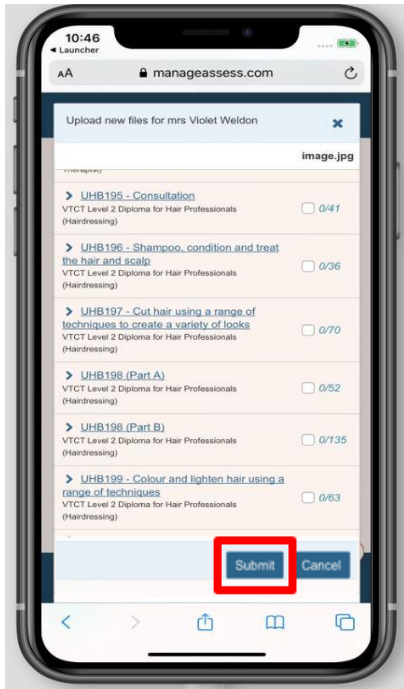 10:46
◄ Launcher
AA manageassess.com
Upload new files for mrs Violet Weldon
image.jpg
Therapist)
UHB195 - Consultation
VTCT Level 2 Diploma for Hair Professionals
(Hairdressing)
0/41
UHB196 - Shampoo, condition and treat
the hair and scalp
VTCT Level 2 Diploma for Hair Professionals
(Hairdressing)
0/36
UHB197 - Cut hair using a range of
techniques to create a variety of looks
VTCT Level 2 Diploma for Hair Professionals
(Hairdressing)
0/70
UHB198 (Part A)
VTCT Level 2 Diploma for Hair Professionals
(Hairdressing)
0/52
UHB198 (Part B)
VTCT Level 2 Diploma for Hair Professionals
(Hairdressing)
0/135
UHB199 - Colour and lighten hair using a
range of techniques
VTCT Level 2 Diploma for Hair Professionals
(Hairdressing)
0/63
Submit Cancel